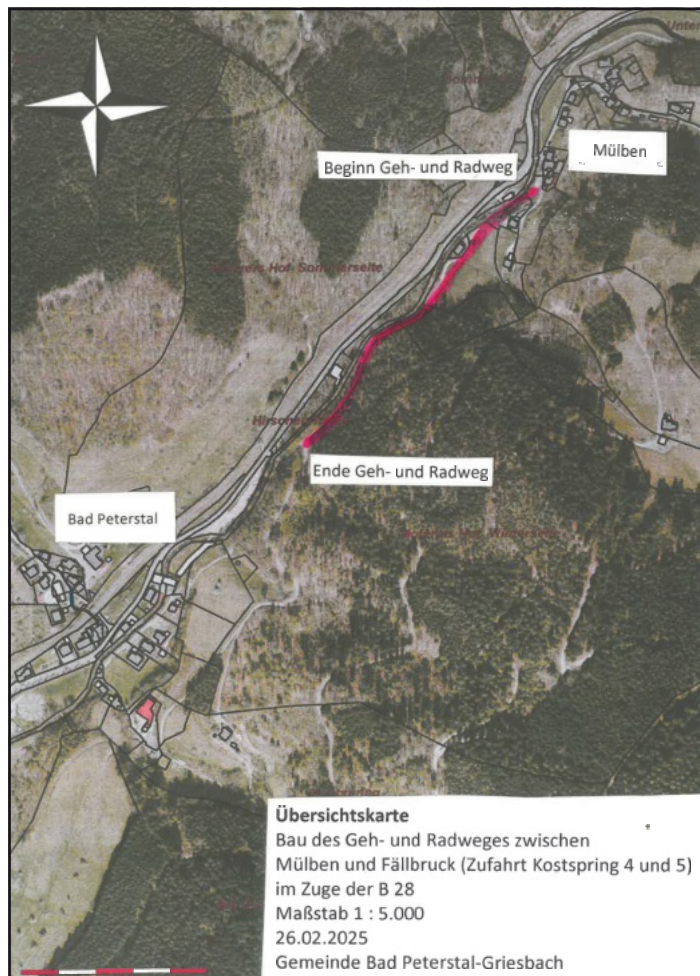 Beginn Geh- und Radweg
Mülben
Hof-Sommerseite
Ende Geh- und Radweg
Bad Peterstal
Übersichtskarte
Bau des Geh- und Radweges zwischen
Mülben und Fällbruck (Zufahrt Kostspring 4 und 5)
im Zuge der B 28
Maßstab 1 : 5.000
26.02.2025
Gemeinde Bad Peterstal-Griesbach